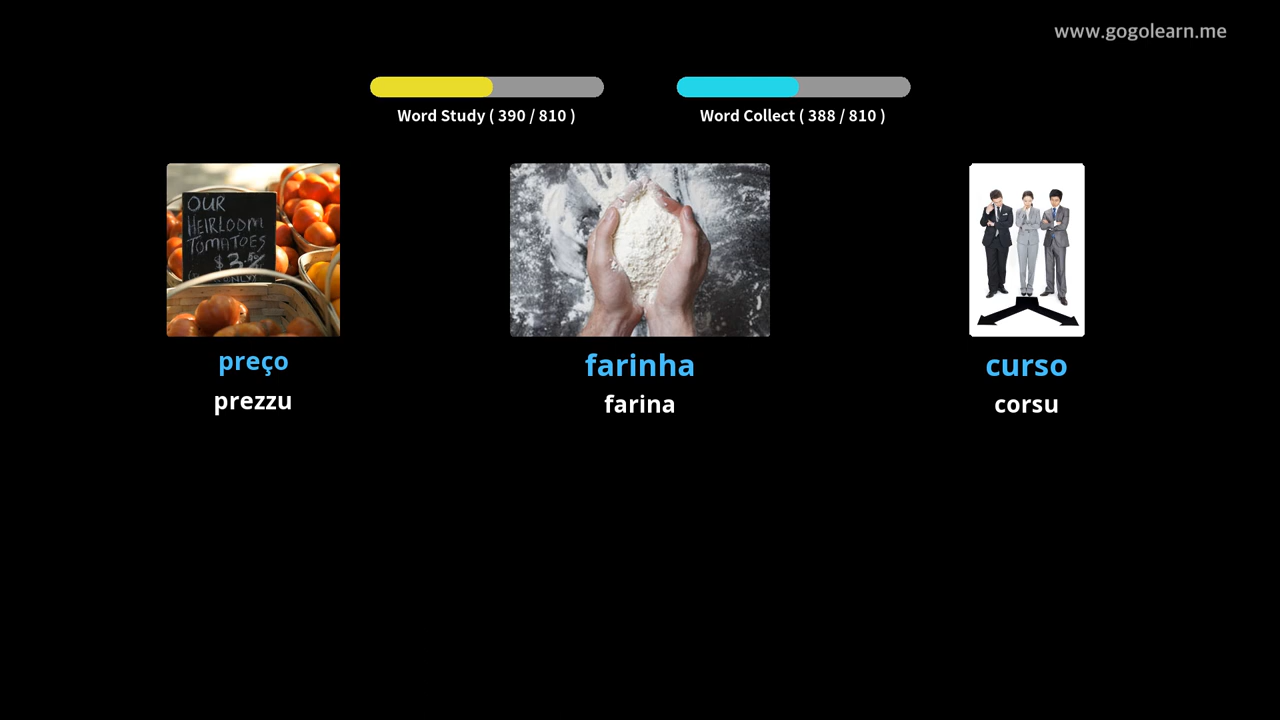 www.gogolearn.me
Word Study ( 390 / 810 )
Word Collect ( 388 / 810 )
OUR
HEIRLOOM
TOMATOES
preço
farinha
curso
prezzu
farina
corsu